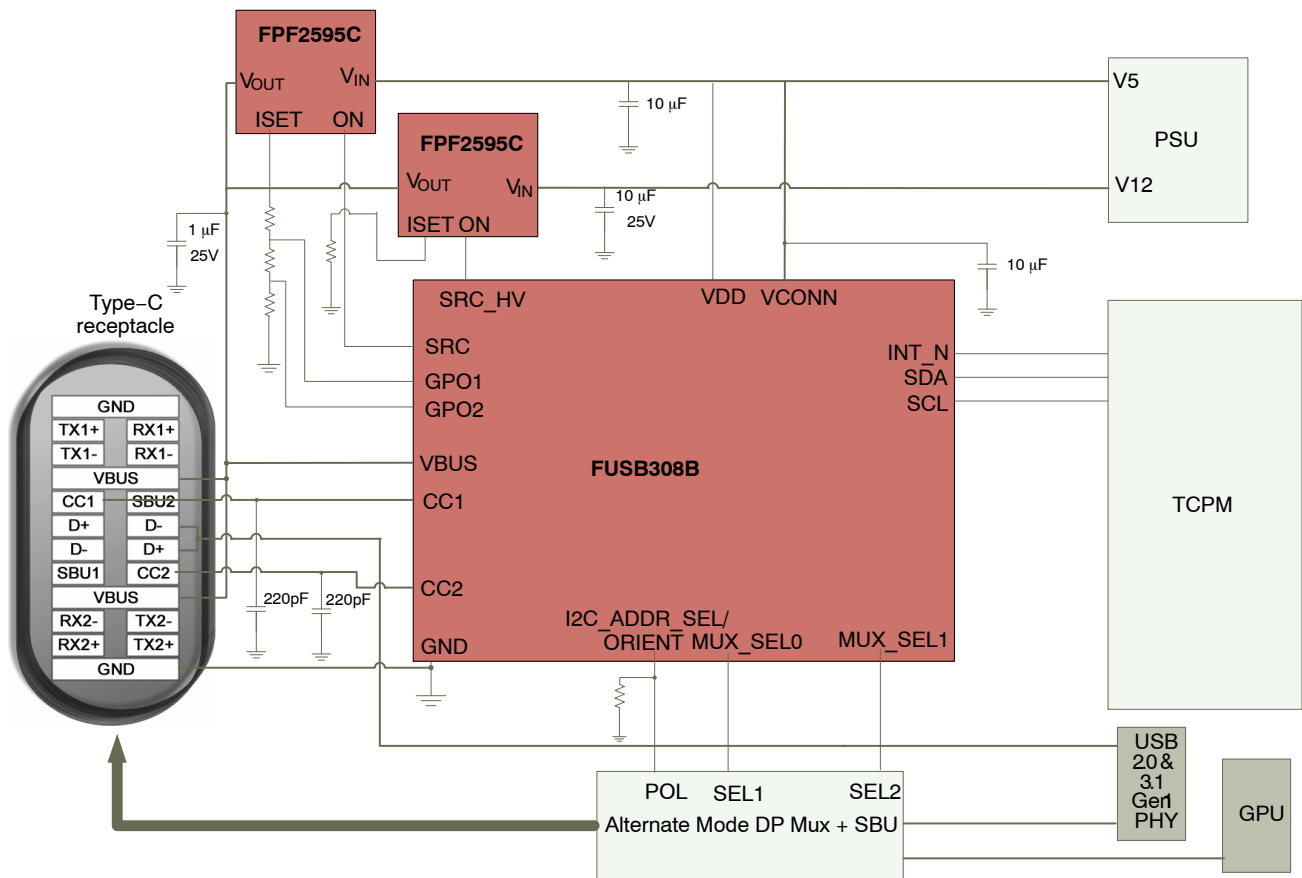 FPF2595C
VOUT
VIN
ISET
ON
10 µF
V5
PSU
V12
FPF2595C
VOUT
VIN
ISET ON
10 µF
25V
1 µF
25V
10 µF
Type−C
receptacle
SRC_HV
VDD
VCONN
SRC
GPO1
GPO2
VBUS
CC1
CC2
GND
FUSB308B
INT_N
SDA
SCL
I2C_ADDR_SEL/
ORIENT
MUX_SEL0
MUX_SEL1
TCPM
GND
TX1+
RX1+
TX1-
RX1-
VBUS
CC1
SBU2
D+
D-
D-
D+
SBU1
CC2
VBUS
RX2-
TX2-
RX2+
TX2+
GND
220pF
220pF
POL
SEL1
SEL2
Alternate Mode DP Mux + SBU
USB
2.0 &
3.1
Gen1
PHY
GPU